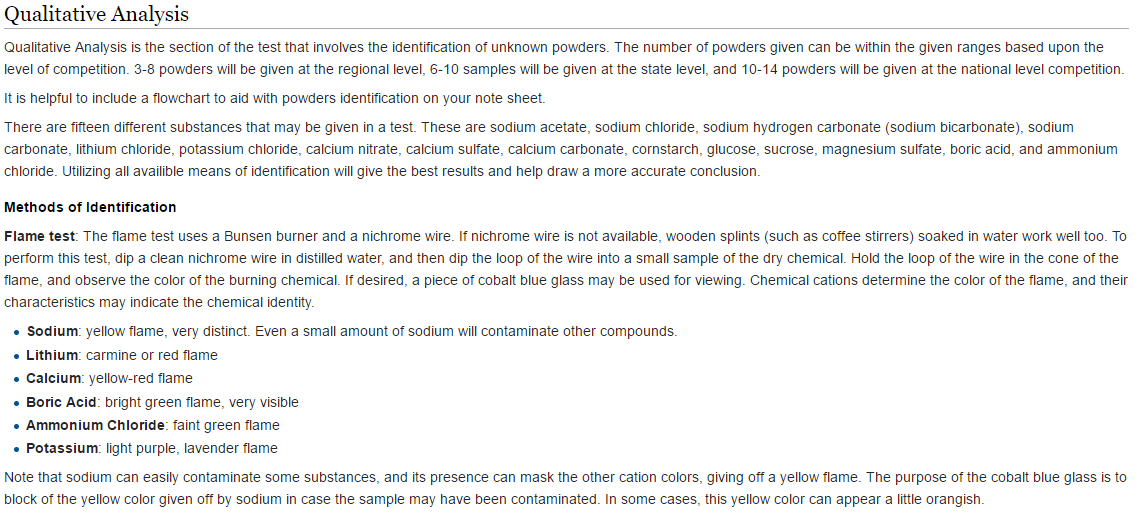 Qualitative Analysis
Qualitative Analysis is the section of the test that involves the identification of unknown powders. The number of powders given can be within the given ranges based upon the
level of competition. 3-8 powders will be given at the regional level, 6-10 samples will be given at the state level, and 10-14 powders will be given at the national level competition.
It is helpful to include a flowchart to aid with powders identification on your note sheet.
There are fifteen different substances that may be given in a test. These are sodium acetate, sodium chloride, sodium hydrogen carbonate (sodium bicarbonate), sodium
carbonate, lithium chloride, potassium chloride, calcium nitrate, calcium sulfate, calcium carbonate, cornstarch, glucose, sucrose, magnesium sulfate, boric acid, and ammonium
chloride. Utilizing all availible means of identification will give the best results and help draw a more accurate conclusion.
Methods of Identification
Flame test: The flame test uses a Bunsen burner and a nichrome wire. If nichrome wire is not available, wooden splints (such as coffee stirrers) soaked in water work well too. To
perform this test, dip a clean nichrome wire in distilled water, and then dip the loop of the wire into a small sample of the dry chemical. Hold the loop of the wire in the cone of the
flame, and observe the color of the burning chemical. If desired, a piece of cobalt blue glass may be used for viewing. Chemical cations determine the color of the flame, and their
characteristics may indicate the chemical identity.
• Sodium: yellow flame, very distinct. Even a small amount of sodium will contaminate other compounds.
• Lithium: carmine or red flame
• Calcium: yellow-red flame
• Boric Acid: bright green flame, very visible
• Ammonium Chloride: faint green flame
• Potassium: light purple, lavender flame
Note that sodium can easily contaminate some substances, and its presence can mask the other cation colors, giving off a yellow flame. The purpose of the cobalt blue glass is to
block of the yellow color given off by sodium in case the sample may have been contaminated. In some cases, this yellow color can appear a little orangish.